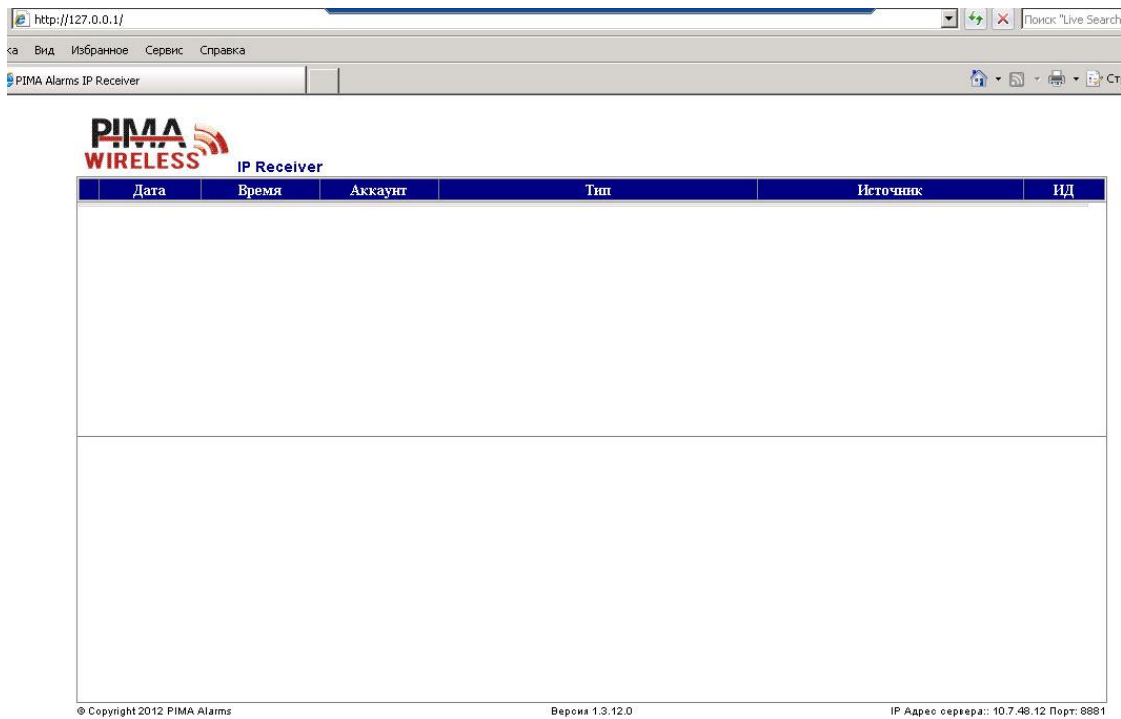 http://127.0.0.1/
Поиск "Live Search
Вид Избранное Сервис Справка
PIMA Alarms IP Receiver
PIMA
WIRELESS IP Receiver
Дата Время Аккаунт Тип Источник ИД
© Copyright 2012 PIMA Alarms Версия 1.3.12.0 IP Адрес сервера:: 10.7.48.12 Порт: 8881